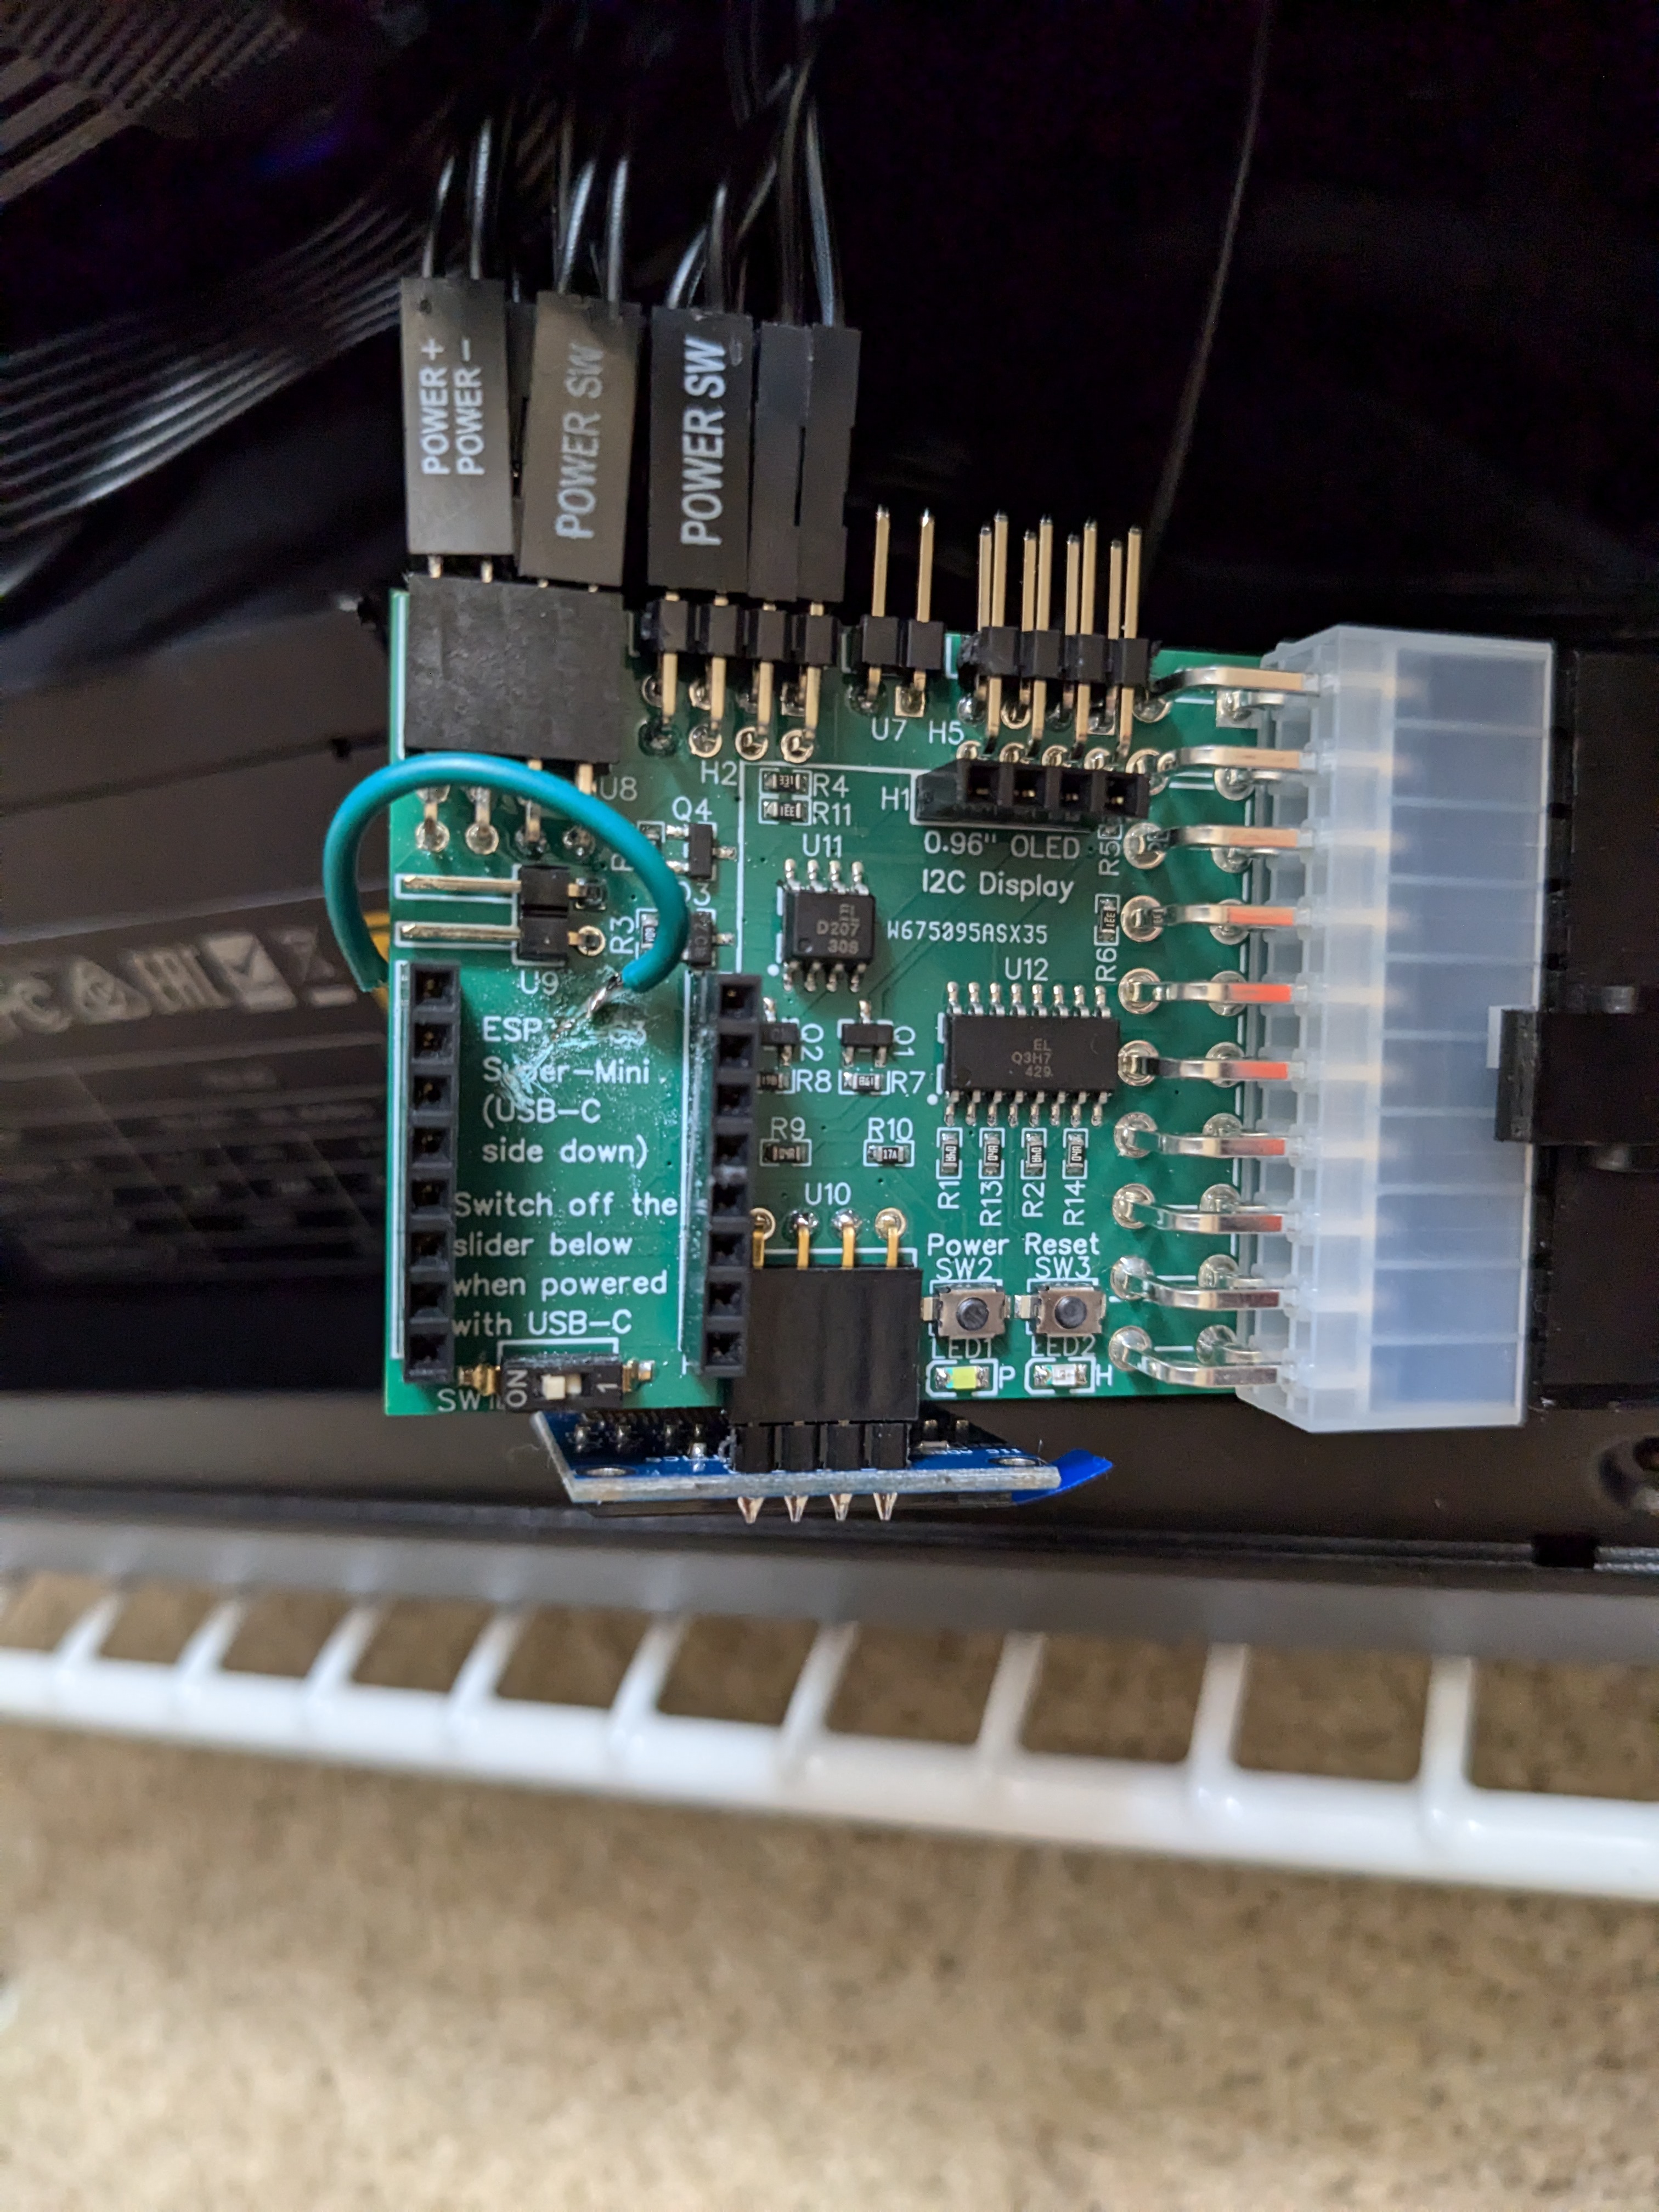 POWER+
POWER-
POWER SW
POWER SW
U7
H5
H2
U8
R4
R11
H1
Q4
U11
0.96" OLED
I2C Display
R5
D207
308
W675095ASX35
R3
R6
U9
U12
ESP
Super-Mini
(USB-C
side down)
Q2
Q1
R8
R7
EL
Q3H7
429
R9
R10
R1
R13
R2
R14
U10
Switch off the
slider below
when powered
with USB-C
Power
Reset
SW2
SW3
LED1
LED2
P
H
ON
1